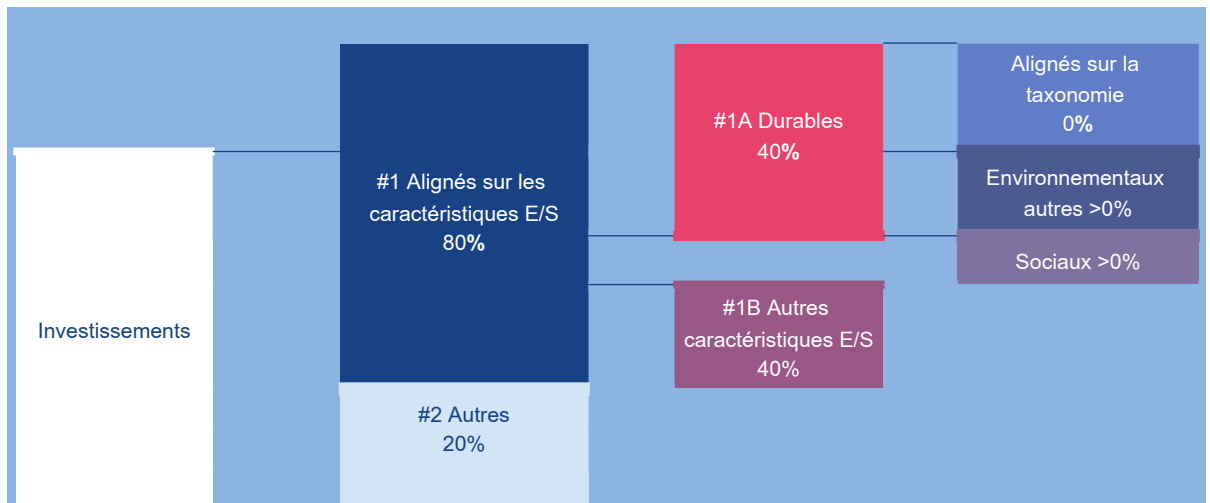 Investissements
#1 Alignés sur les
caractéristiques E/S
80%
#2 Autres
20%
#1A Durables
40%
#1B Autres
caractéristiques E/S
40%
Alignés sur la
taxonomie
0%
Environnementaux
autres >0%
Sociaux >0%